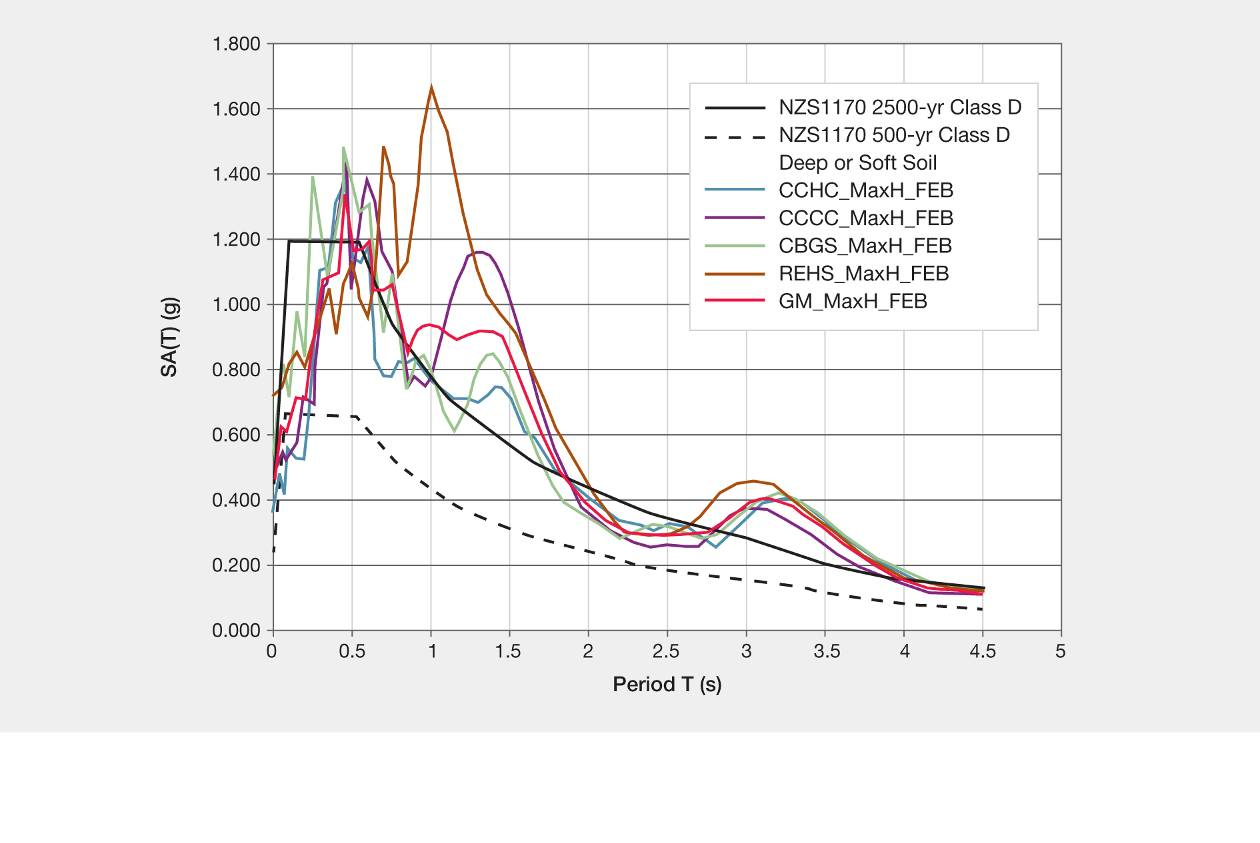 1.800
1.600
1.400
1.200
1.000
0.800
0.600
0.400
0.200
0.000
SA(T) (g)
0 0.5 1 1.5 2 2.5 3 3.5 4 4.5 5
Period T (s)
NZS1170 2500-yr Class D
NZS1170 500-yr Class D
Deep or Soft Soil
CCHC_MaxH_FEB
CCCC_MaxH_FEB
CBGS_MaxH_FEB
REHS_MaxH_FEB
GM_MaxH_FEB